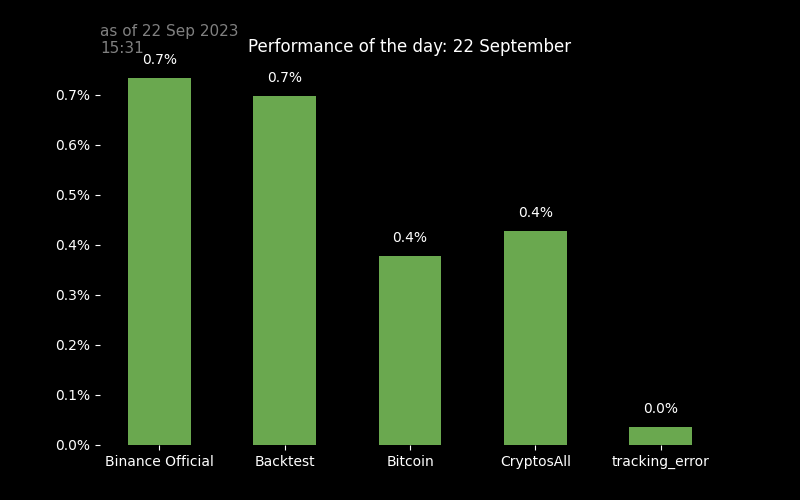 as of 22 Sep 2023
15:31
Performance of the day: 22 September
0.7%
0.7%
0.4%
0.4%
0.0%
0.7%
0.6%
0.5%
0.4%
0.3%
0.2%
0.1%
0.0%
Binance Official
Backtest
Bitcoin
CryptosAll
tracking_error